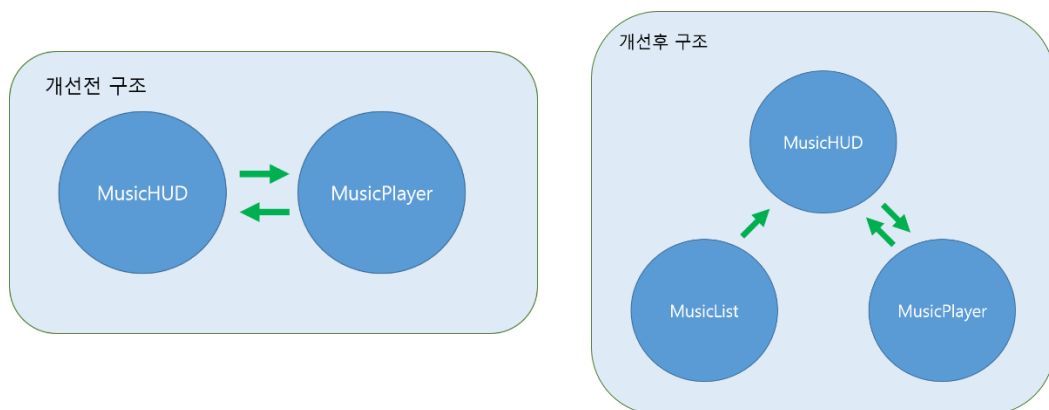 개선전 구조
MusicHUD
MusicPlayer
개선후 구조
MusicHUD
MusicList
MusicPlayer